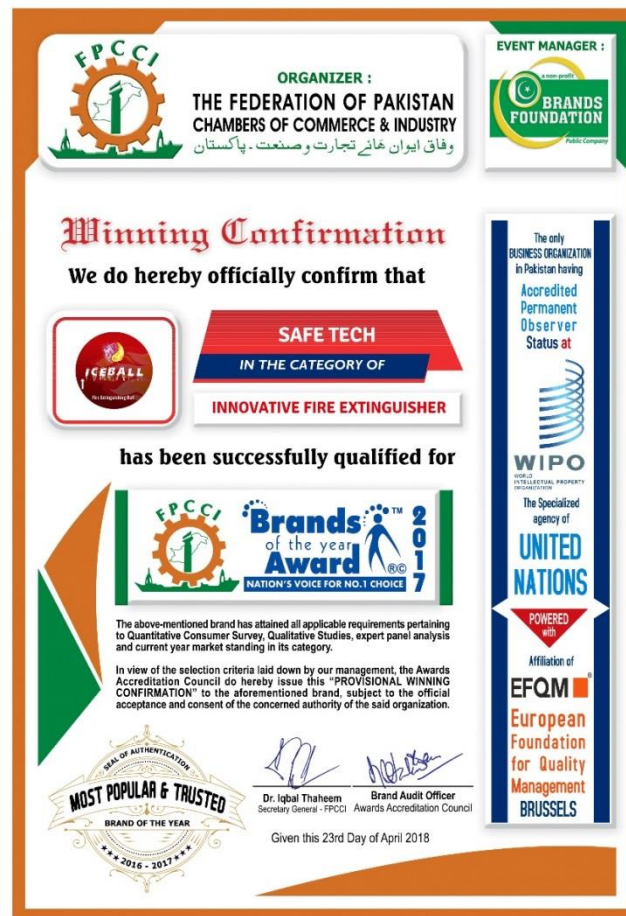 FPCCI
ORGANIZER :
THE FEDERATION OF PAKISTAN
CHAMBERS OF COMMERCE & INDUSTRY
وفاق ایوان ہائے تجارت و صنعت ۔ پاکستان
EVENT MANAGER :
a non-profit
BRANDS
FOUNDATION
Public Company
Winning Confirmation
We do hereby officially confirm that
ICEBALL
Fire Extinguishing Ball
SAFE TECH
IN THE CATEGORY OF
INNOVATIVE FIRE EXTINGUISHER
has been successfully qualified for
FPCCI
Brands™
of the year
Award
®©
NATION'S VOICE FOR NO.1 CHOICE
2017
The above-mentioned brand has attained all applicable requirements pertaining
to Quantitative Consumer Survey, Qualitative Studies, expert panel analysis
and current year market standing in its category.
In view of the selection criteria laid down by our management, the Awards
Accreditation Council do hereby issue this “PROVISIONAL WINNING
CONFIRMATION” to the aforementioned brand, subject to the official
acceptance and consent of the concerned authority of the said organization.
SEAL OF AUTHENTICATION
MOST POPULAR & TRUSTED
BRAND OF THE YEAR
2016 - 2017
Dr. Iqbal Thaheem
Secretary General - FPCCI
Brand Audit Officer
Awards Accreditation Council
Given this 23rd Day of April 2018
The only
BUSINESS ORGANIZATION
in Pakistan having
Accredited
Permanent
Observer
Status at
WIPO
WORLD
INTELLECTUAL PROPERTY
ORGANIZATION
The Specialized
agency of
UNITED
NATIONS
POWERED
with
Affiliation of
EFQM
European
Foundation
for Quality
Management
BRUSSELS